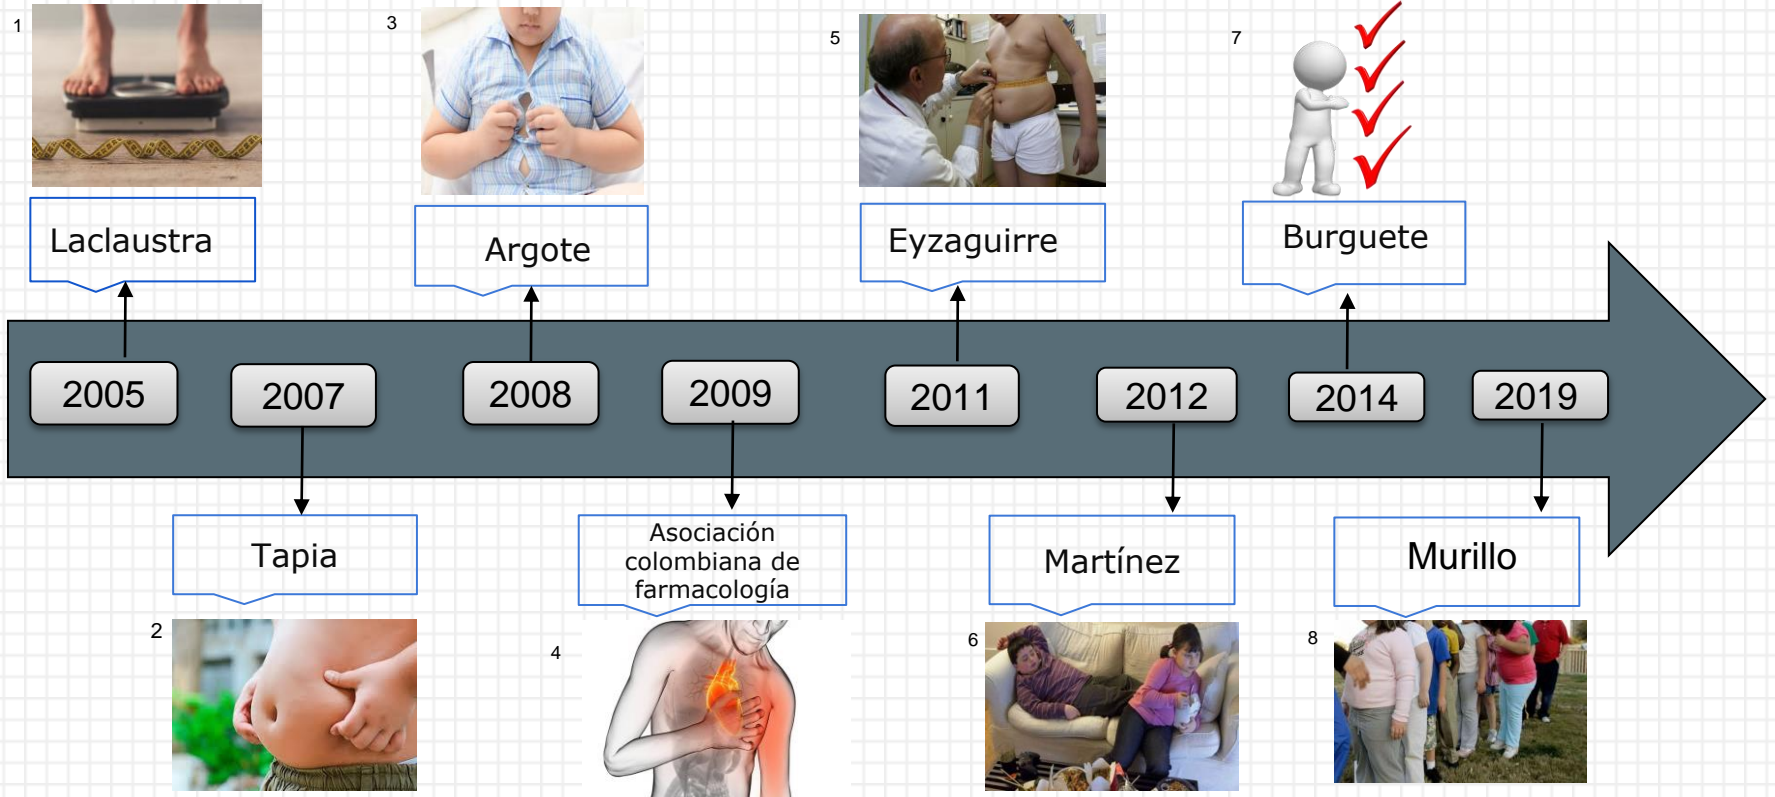 1
3
5
7
Laclaustra
Argote
Eyzaguirre
Burguete
2005
2007
2008
2009
2011
2012
2014
2019
Tapia
Asociación
colombiana de
farmacología
Martínez
Murillo
2
4
6
8